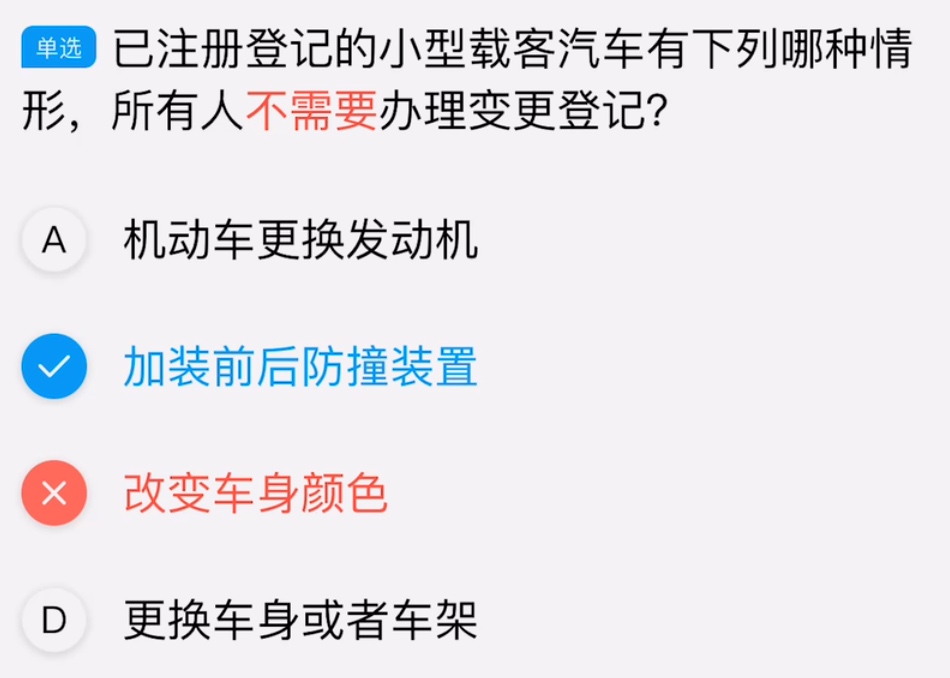 单选 已注册登记的小型载客汽车有下列哪种情
形，所有人不需要办理变更登记？
A 机动车更换发动机
加装前后防撞装置
改变车身颜色
D 更换车身或者车架